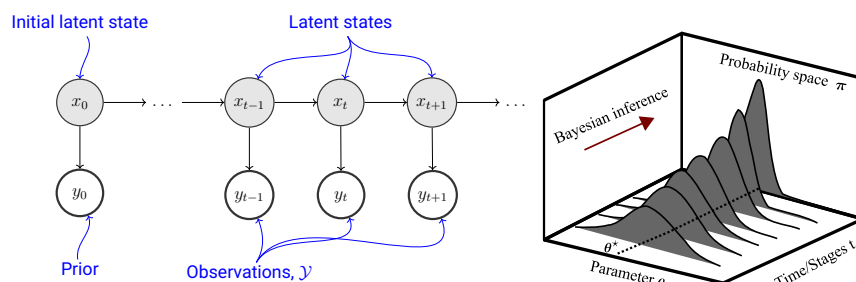 Initial latent state
Latent states
x_0
...
x_{t-1}
x_t
x_{t+1}
...
y_0
y_{t-1}
y_t
y_{t+1}
Prior
Observations, 𝒴
Probability space π
Bayesian inference
θ*
Parameter
Time/Stages t